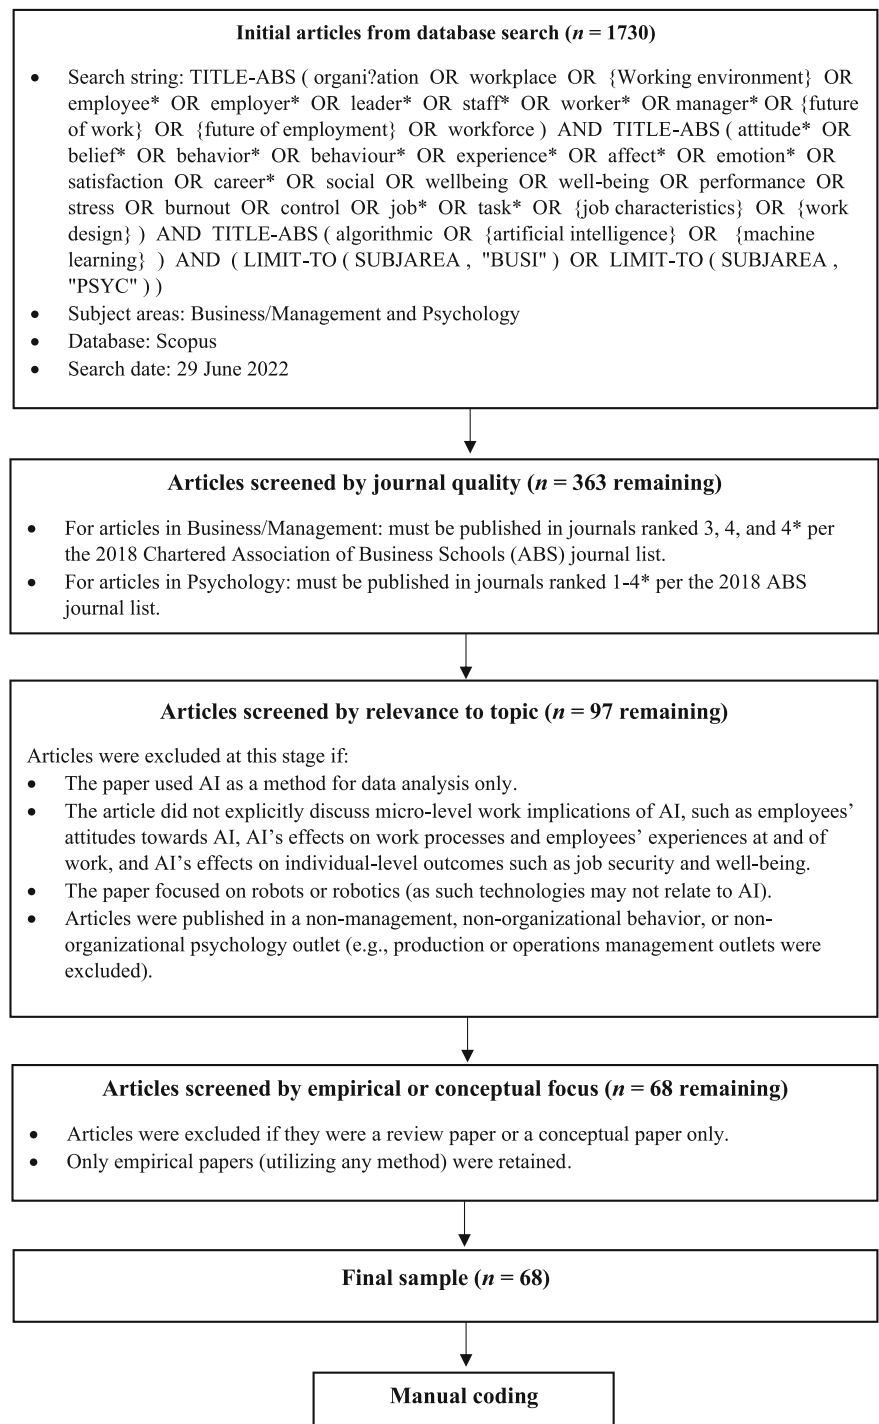 Initial articles from database search (n = 1730)
• Search string: TITLE-ABS ( organi?ation OR workplace OR {Working environment} OR
employee* OR employer* OR leader* OR staff* OR worker* OR manager* OR {future
of work} OR {future of employment} OR workforce ) AND TITLE-ABS ( attitude* OR
belief* OR behavior* OR behaviour* OR experience* OR affect* OR emotion* OR
satisfaction OR career* OR social OR wellbeing OR well-being OR performance OR
stress OR burnout OR control OR job* OR task* OR {job characteristics} OR {work
design} ) AND TITLE-ABS ( algorithmic OR {artificial intelligence} OR {machine
learning} ) AND ( LIMIT-TO ( SUBJAREA , "BUSI" ) OR LIMIT-TO ( SUBJAREA ,
"PSYC" ) )
• Subject areas: Business/Management and Psychology
• Database: Scopus
• Search date: 29 June 2022
Articles screened by journal quality (n = 363 remaining)
• For articles in Business/Management: must be published in journals ranked 3, 4, and 4* per
the 2018 Chartered Association of Business Schools (ABS) journal list.
• For articles in Psychology: must be published in journals ranked 1-4* per the 2018 ABS
journal list.
Articles screened by relevance to topic (n = 97 remaining)
Articles were excluded at this stage if:
• The paper used AI as a method for data analysis only.
• The article did not explicitly discuss micro-level work implications of AI, such as employees’
attitudes towards AI, AI’s effects on work processes and employees’ experiences at and of
work, and AI’s effects on individual-level outcomes such as job security and well-being.
• The paper focused on robots or robotics (as such technologies may not relate to AI).
• Articles were published in a non-management, non-organizational behavior, or non-
organizational psychology outlet (e.g., production or operations management outlets were
excluded).
Articles screened by empirical or conceptual focus (n = 68 remaining)
• Articles were excluded if they were a review paper or a conceptual paper only.
• Only empirical papers (utilizing any method) were retained.
Final sample (n = 68)
Manual coding